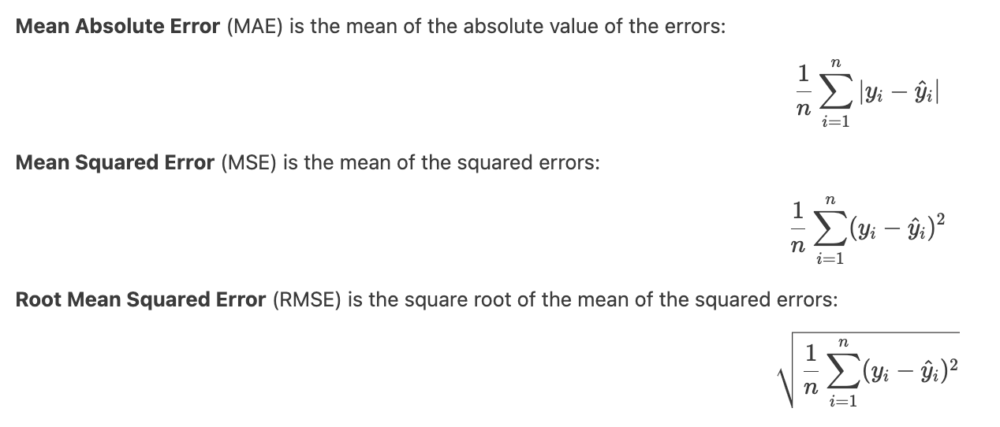 Mean Absolute Error (MAE) is the mean of the absolute value of the errors:
$\frac{1}{n} \sum_{i=1}^{n} |y_i - \hat{y}_i|$
Mean Squared Error (MSE) is the mean of the squared errors:
$\frac{1}{n} \sum_{i=1}^{n} (y_i - \hat{y}_i)^2$
Root Mean Squared Error (RMSE) is the square root of the mean of the squared errors:
$\sqrt{\frac{1}{n} \sum_{i=1}^{n} (y_i - \hat{y}_i)^2}$